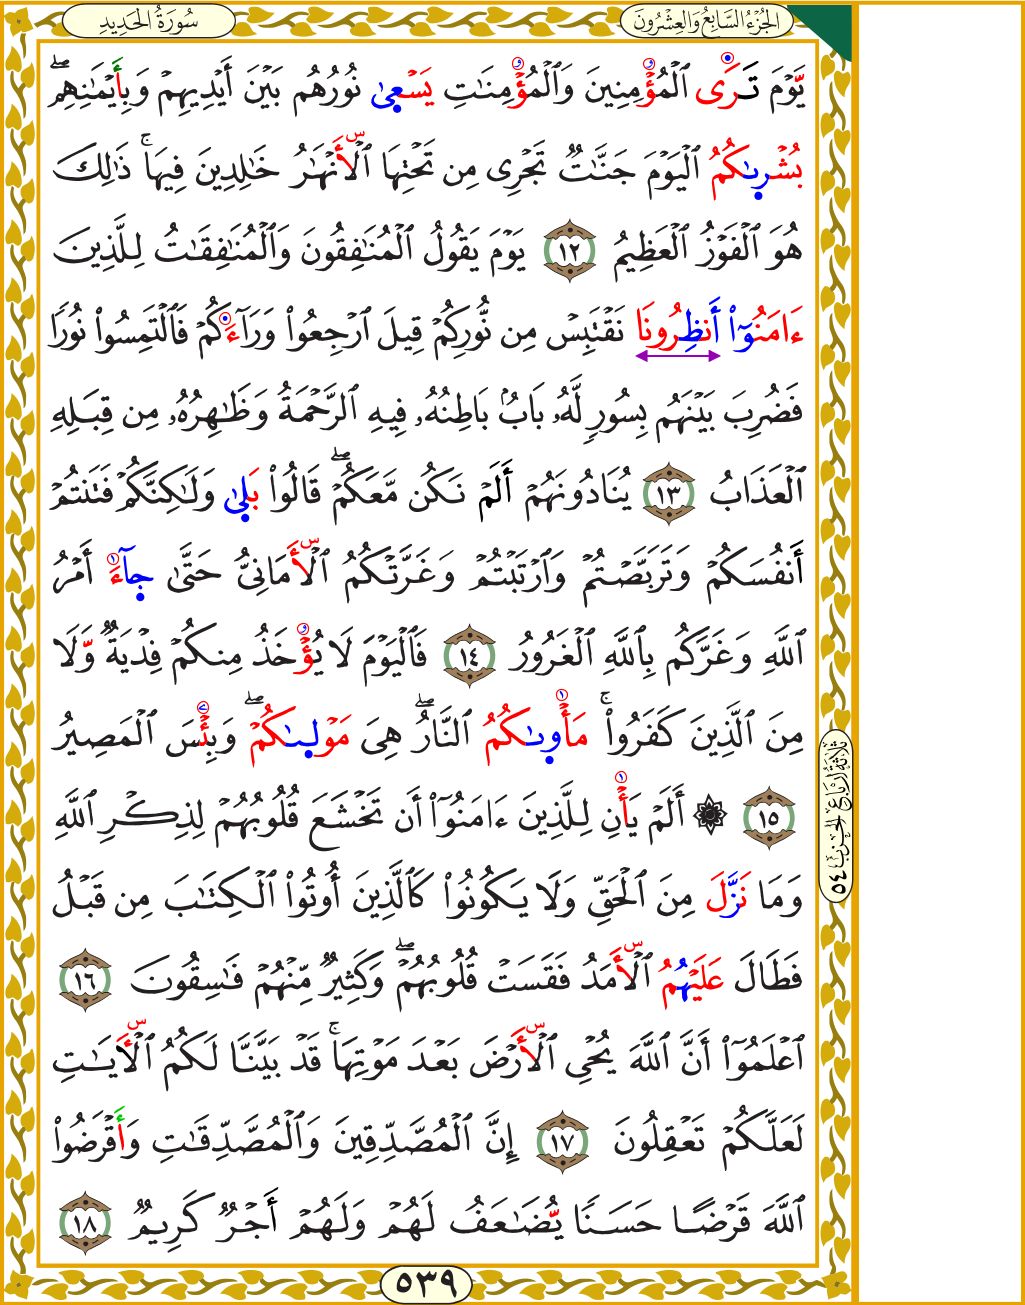 الجُزْءُ السَّابِعُ وَالعِشْرُونَ
سُورَةُ الحَدِيدِ
يَوْمَ تَرَى ٱلْمُؤْمِنِينَ وَٱلْمُؤْمِنَٰتِ يَسْعَىٰ نُورُهُم بَيْنَ أَيْدِيهِمْ وَبِأَيْمَٰنِهِمۖ
بُشْرَىٰكُمُ ٱلْيَوْمَ جَنَّٰتٌ تَجْرِى مِن تَحْتِهَا ٱلْأَنْهَٰرُ خَٰلِدِينَ فِيهَاۚ ذَٰلِكَ
هُوَ ٱلْفَوْزُ ٱلْعَظِيمُ ١٢ يَوْمَ يَقُولُ ٱلْمُنَٰفِقُونَ وَٱلْمُنَٰفِقَٰتُ لِلَّذِينَ
ءَامَنُوٓا۟ أَنظِرُونَا نَقْتَبِسْ مِن نُّورِكُمْ قِيلَ ٱرْجِعُوا۟ وَرَآءَكُمْ فَٱلْتَمِسُوا۟ نُورًا
فَضُرِبَ بَيْنَهُم بِسُورٍ لَّهُۥ بَابٌۢ بَاطِنُهُۥ فِيهِ ٱلرَّحْمَةُ وَظَٰهِرُهُۥ مِن قِبَلِهِ
ٱلْعَذَابُ ١٣ يُنَادُونَهُمْ أَلَمْ نَكُن مَّعَكُمْۖ قَالُوا۟ بَلَىٰ وَلَٰكِنَّكُمْ فَتَنتُمْ
أَنفُسَكُمْ وَتَرَبَّصْتُمْ وَٱرْتَبْتُمْ وَغَرَّتْكُمُ ٱلْأَمَانِىُّ حَتَّىٰ جَآءَ أَمْرُ
ٱللَّهِ وَغَرَّكُم بِٱللَّهِ ٱلْغَرُورُ ١٤ فَٱلْيَوْمَ لَا يُؤْخَذُ مِنكُمْ فِدْيَةٌ وَّلَا
مِنَ ٱلَّذِينَ كَفَرُوا۟ۚ مَأْوَىٰكُمُ ٱلنَّارُۖ هِىَ مَوْلَىٰكُمْۖ وَبِئْسَ ٱلْمَصِيرُ
١٥ ۞ أَلَمْ يَأْنِ لِلَّذِينَ ءَامَنُوٓا۟ أَن تَخْشَعَ قُلُوبُهُمْ لِذِكْرِ ٱللَّهِ
وَمَا نَزَّلَ مِنَ ٱلْحَقِّ وَلَا يَكُونُوا۟ كَٱلَّذِينَ أُوتُوا۟ ٱلْكِتَٰبَ مِن قَبْلُ
فَطَالَ عَلَيْهُمُ ٱلْأَمَدُ فَقَسَتْ قُلُوبُهُمْۖ وَكَثِيرٌ مِّنْهُمْ فَٰسِقُونَ ١٦
ٱعْلَمُوٓا۟ أَنَّ ٱللَّهَ يُحْىِ ٱلْأَرْضَ بَعْدَ مَوْتِهَاۚ قَدْ بَيَّنَّا لَكُمُ ٱلْءَايَٰتِ
لَعَلَّكُمْ تَعْقِلُونَ ١٧ إِنَّ ٱلْمُصَّدِّقِينَ وَٱلْمُصَّدِّقَٰتِ وَأَقْرَضُوا۟
ٱللَّهَ قَرْضًا حَسَنًا يُّضَٰعَفُ لَهُمْ وَلَهُمْ أَجْرٌ كَرِيمٌ ١٨
ثَلَاثَةُ أَرْبَاعِ الحِزْبِ ٥٤
٥٣٩